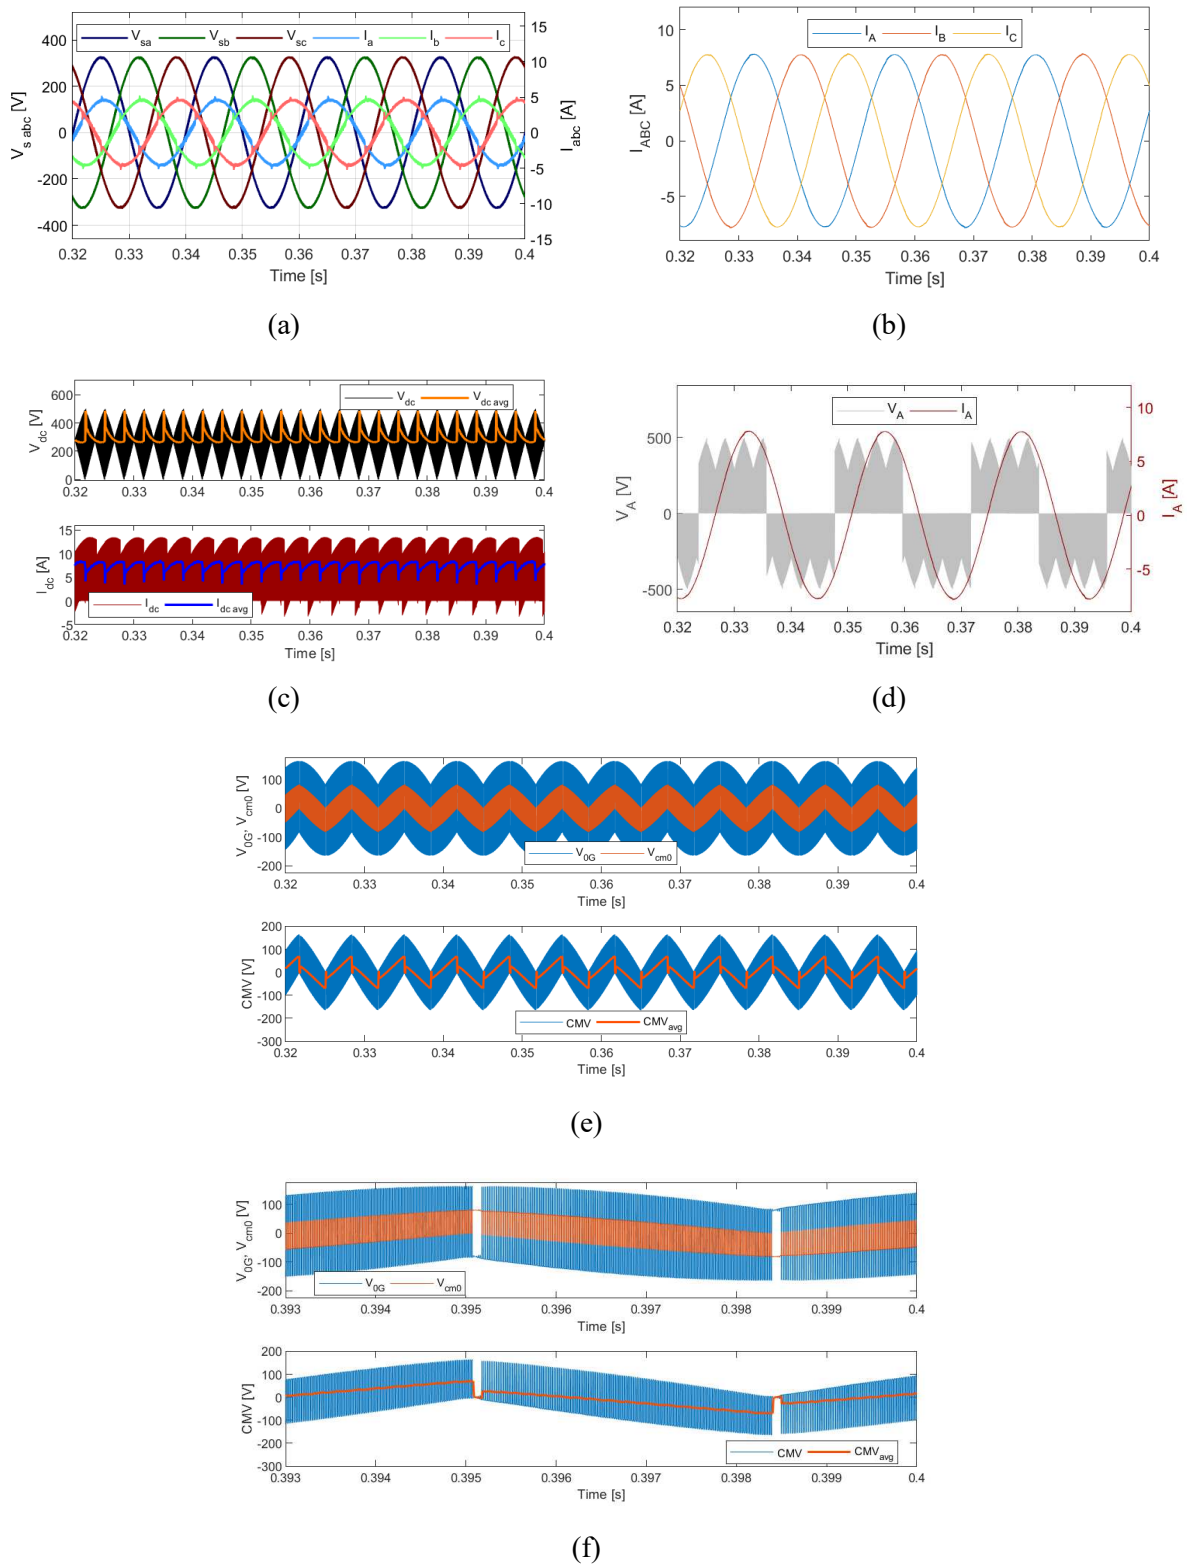 V_sa V_sb V_sc I_a I_b I_c
400
200
0
-200
-400
V_s abc [V]
15
10
5
0
-5
-10
-15
I_abc [A]
0.32 0.33 0.34 0.35 0.36 0.37 0.38 0.39 0.4
Time [s]
(a)
I_A I_B I_C
10
5
0
-5
I_ABC [A]
0.32 0.33 0.34 0.35 0.36 0.37 0.38 0.39 0.4
Time [s]
(b)
V_dc V_dc avg
600
400
200
0
V_dc [V]
0.32 0.33 0.34 0.35 0.36 0.37 0.38 0.39 0.4
15
10
5
0
-5
I_dc [A]
I_dc I_dc avg
0.32 0.33 0.34 0.35 0.36 0.37 0.38 0.39 0.4
Time [s]
(c)
V_A I_A
500
0
-500
V_A [V]
10
5
0
-5
I_A [A]
0.32 0.33 0.34 0.35 0.36 0.37 0.38 0.39 0.4
Time [s]
(d)
100
0
-100
-200
V_0G, V_cm0 [V]
V_0G V_cm0
0.32 0.33 0.34 0.35 0.36 0.37 0.38 0.39 0.4
Time [s]
200
100
0
-100
-200
-300
CMV [V]
CMV CMV_avg
0.32 0.33 0.34 0.35 0.36 0.37 0.38 0.39 0.4
Time [s]
(e)
100
0
-100
-200
V_0G, V_cm0 [V]
V_0G V_cm0
0.393 0.394 0.395 0.396 0.397 0.398 0.399 0.4
Time [s]
200
100
0
-100
-200
-300
CMV [V]
CMV CMV_avg
0.393 0.394 0.395 0.396 0.397 0.398 0.399 0.4
Time [s]
(f)